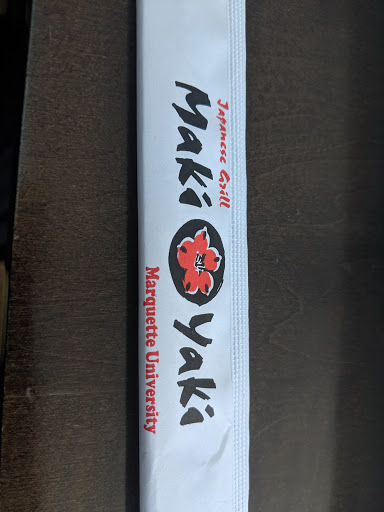 Japanese Grill
Maki Yaki
Marquette University